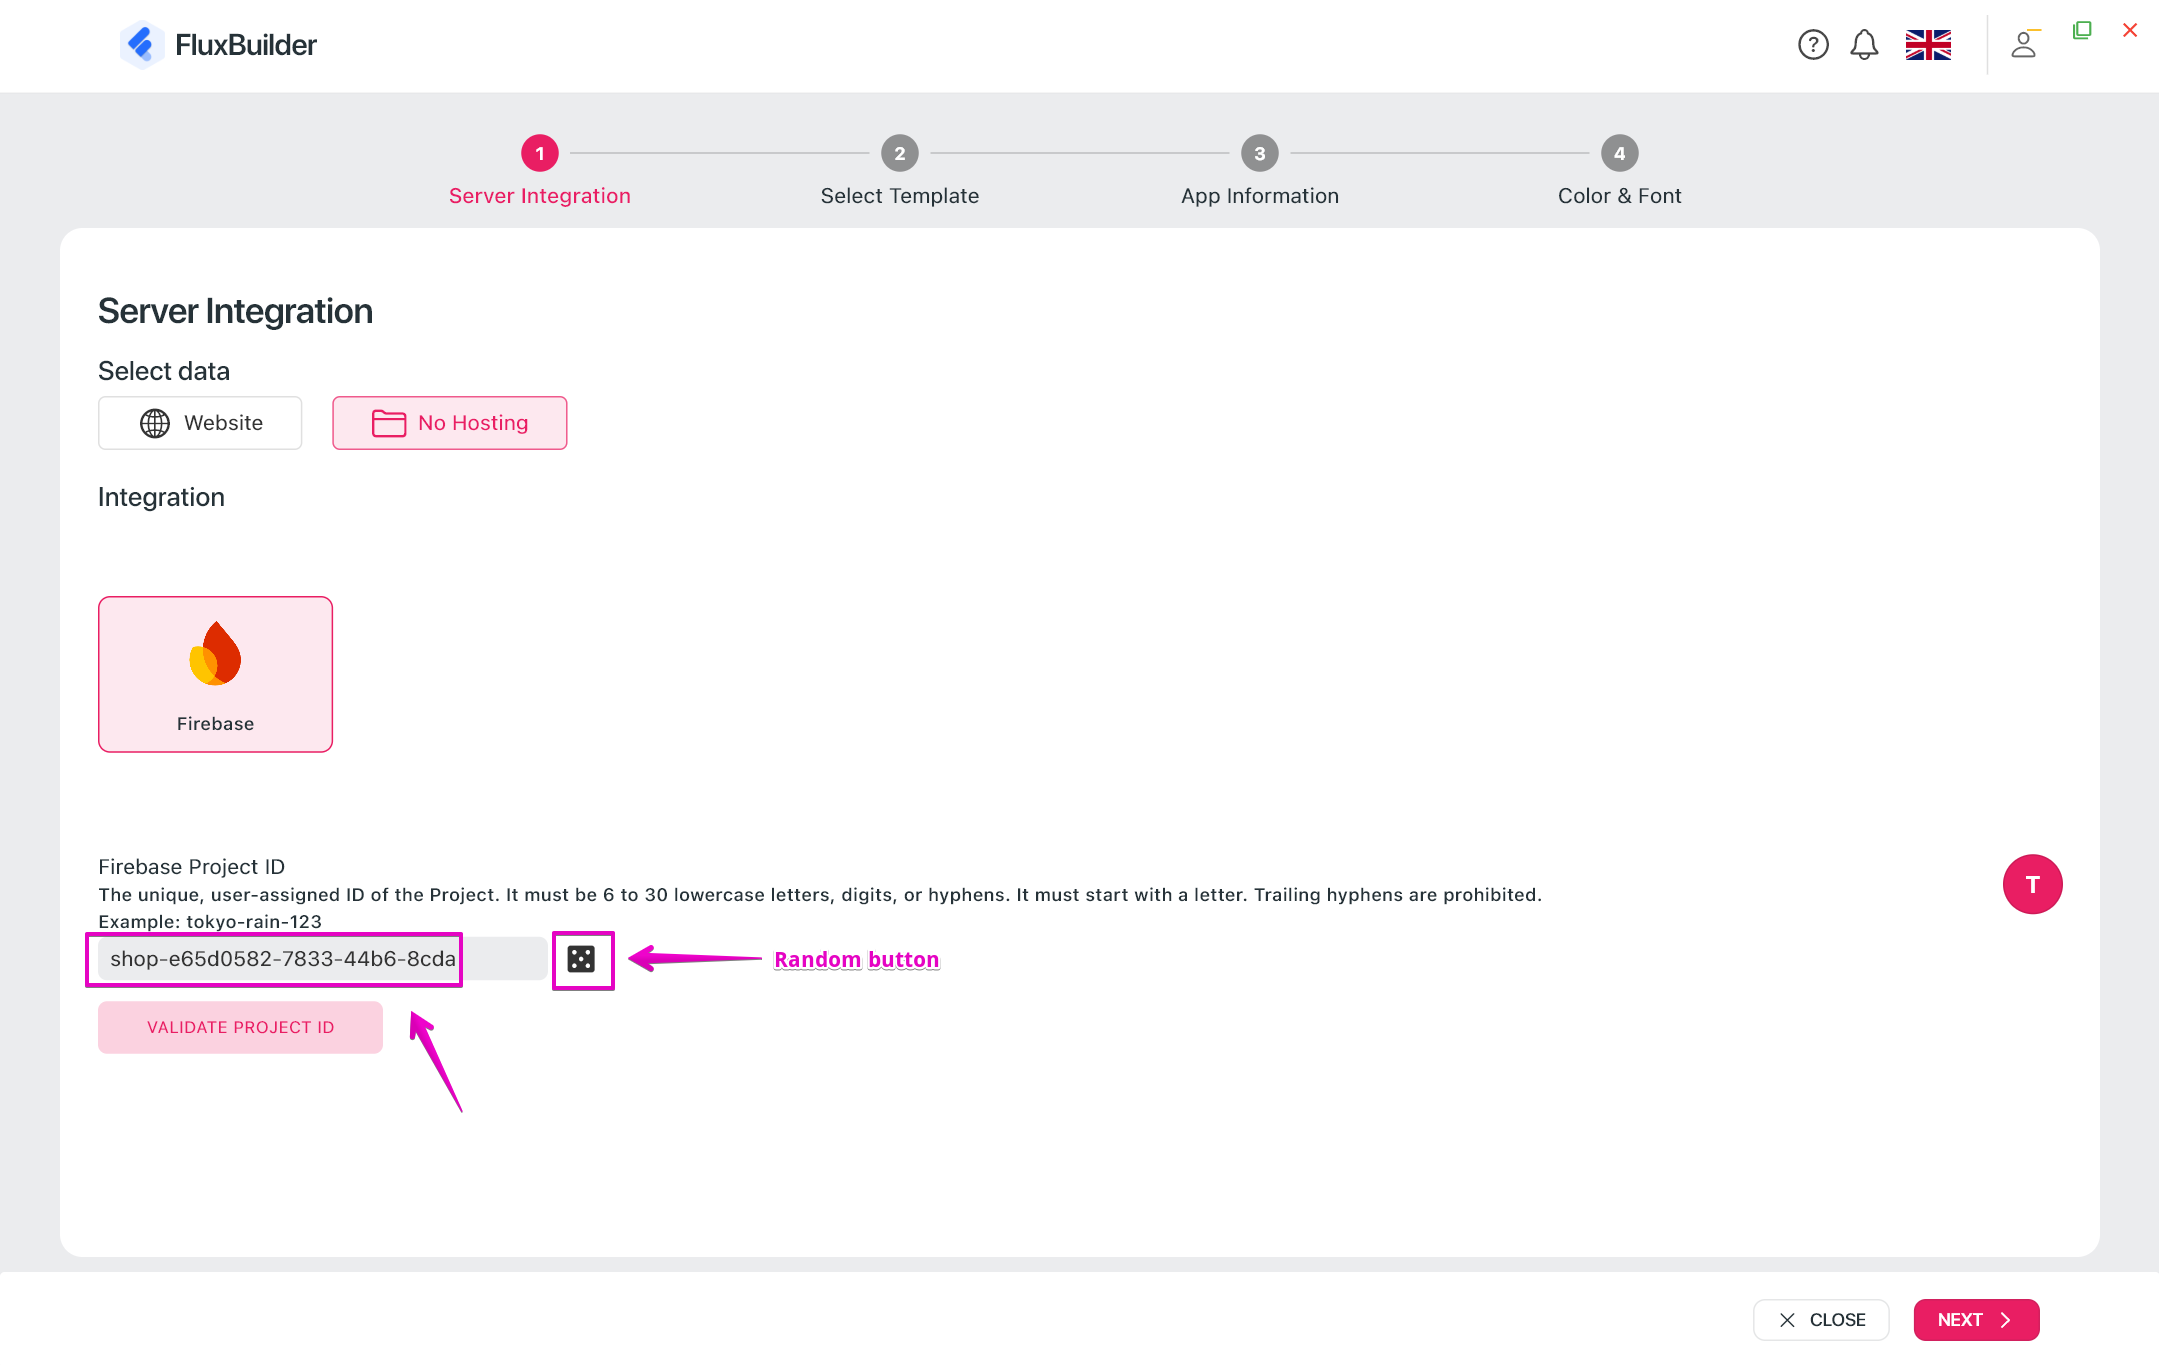 FluxBuilder
?
1
2
3
4
Server Integration
Select Template
App Information
Color & Font
Server Integration
Select data
Website
No Hosting
Integration
Firebase
Firebase Project ID
The unique, user-assigned ID of the Project. It must be 6 to 30 lowercase letters, digits, or hyphens. It must start with a letter. Trailing hyphens are prohibited.
Example: tokyo-rain-123
T
shop-e65d0582-7833-44b6-8cda
Random button
VALIDATE PROJECT ID
CLOSE
NEXT